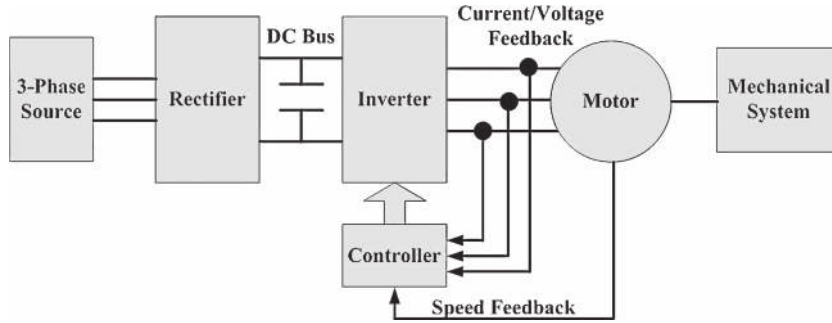 Current/Voltage
Feedback
DC Bus
3-Phase
Source
Rectifier
Inverter
Motor
Mechanical
System
Controller
Speed Feedback